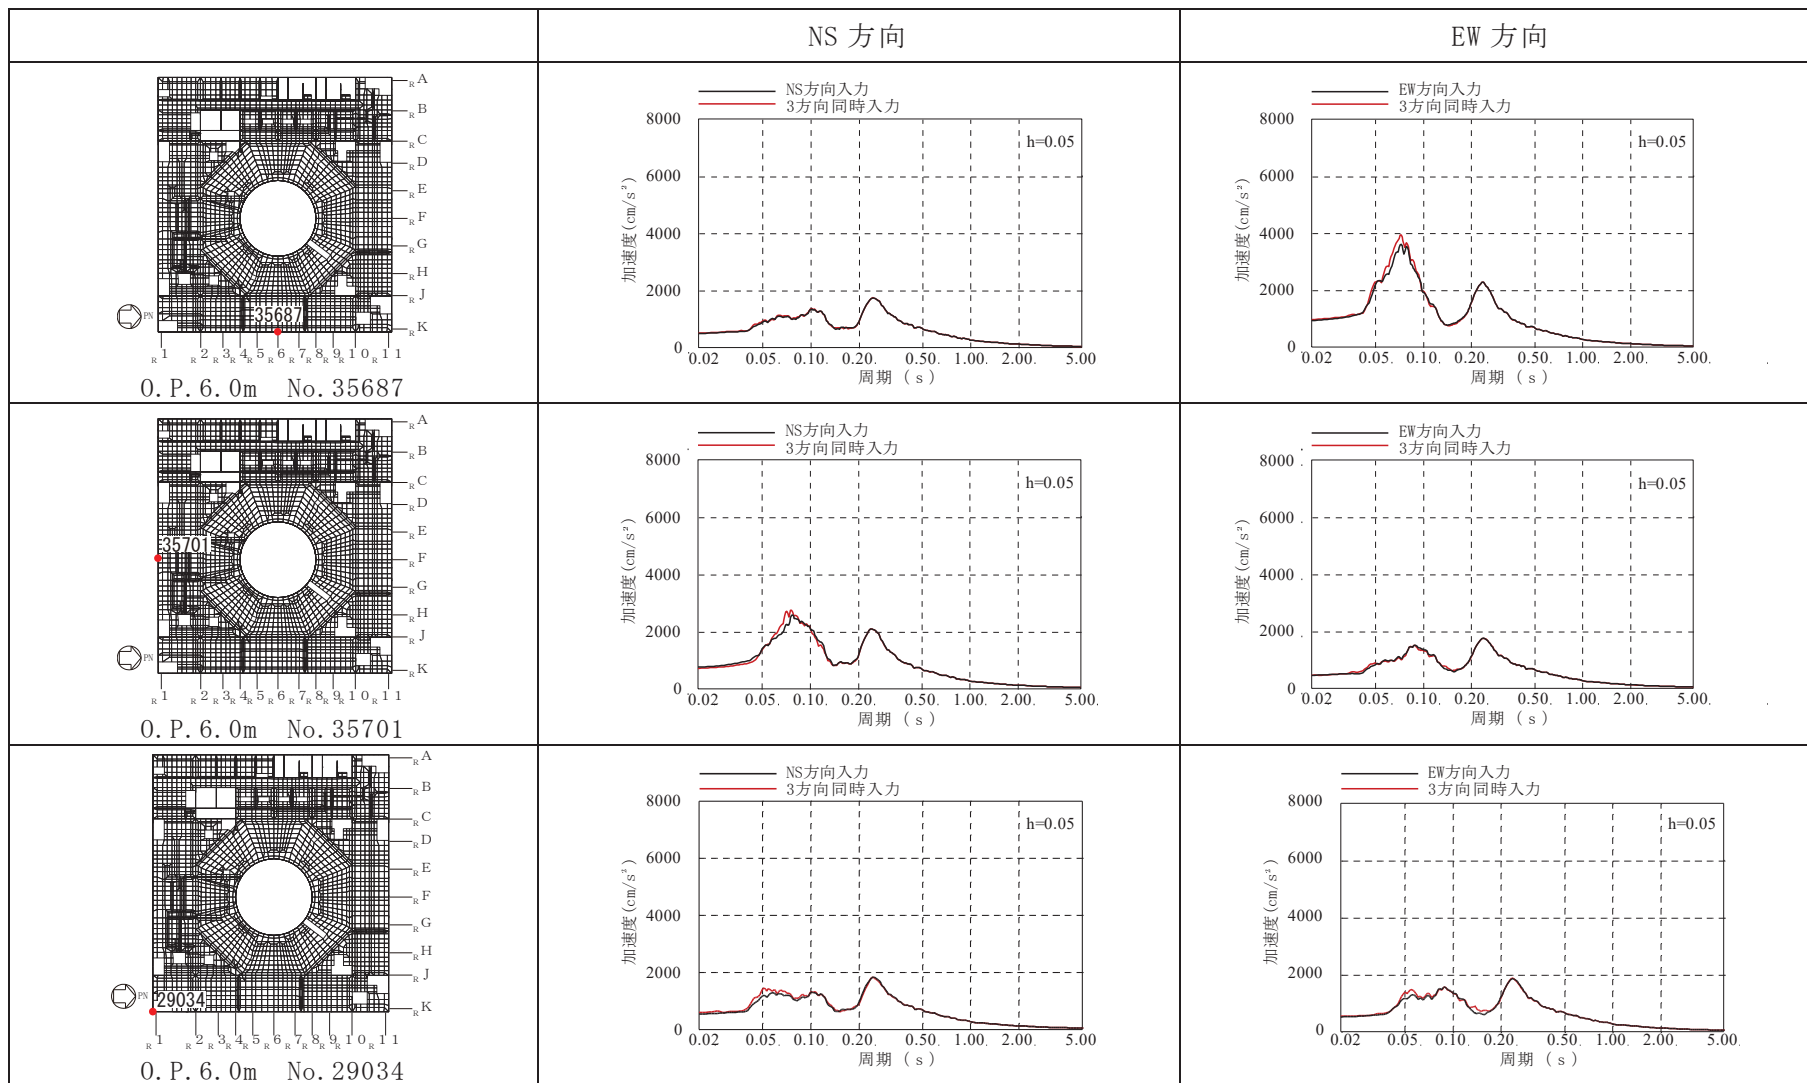 NS 方向
EW 方向
R A
R B
R C
R D
R E
R F
R G
R H
R J
R K
PN
35687
R 1 R 2 R 3 R 4 R 5 R 6 R 7 R 8 R 9 R 10 R 11
O.P.6.0m No.35687
NS方向入力
3方向同時入力
h=0.05
加速度(cm/s²)
8000
6000
4000
2000
0
0.02 0.05 0.10 0.20 0.50 1.00 2.00 5.00
周期 (s)
EW方向入力
3方向同時入力
h=0.05
加速度(cm/s²)
8000
6000
4000
2000
0
0.02 0.05 0.10 0.20 0.50 1.00 2.00 5.00
周期 (s)
R A
R B
R C
R D
R E
R F
R G
R H
R J
R K
PN
35701
R 1 R 2 R 3 R 4 R 5 R 6 R 7 R 8 R 9 R 10 R 11
O.P.6.0m No.35701
NS方向入力
3方向同時入力
h=0.05
加速度(cm/s²)
8000
6000
4000
2000
0
0.02 0.05 0.10 0.20 0.50 1.00 2.00 5.00
周期 (s)
EW方向入力
3方向同時入力
h=0.05
加速度(cm/s²)
8000
6000
4000
2000
0
0.02 0.05 0.10 0.20 0.50 1.00 2.00 5.00
周期 (s)
R A
R B
R C
R D
R E
R F
R G
R H
R J
R K
PN
29034
R 1 R 2 R 3 R 4 R 5 R 6 R 7 R 8 R 9 R 10 R 11
O.P.6.0m No.29034
NS方向入力
3方向同時入力
h=0.05
加速度(cm/s²)
8000
6000
4000
2000
0
0.02 0.05 0.10 0.20 0.50 1.00 2.00 5.00
周期 (s)
EW方向入力
3方向同時入力
h=0.05
加速度(cm/s²)
8000
6000
4000
2000
0
0.02 0.05 0.10 0.20 0.50 1.00 2.00 5.00
周期 (s)